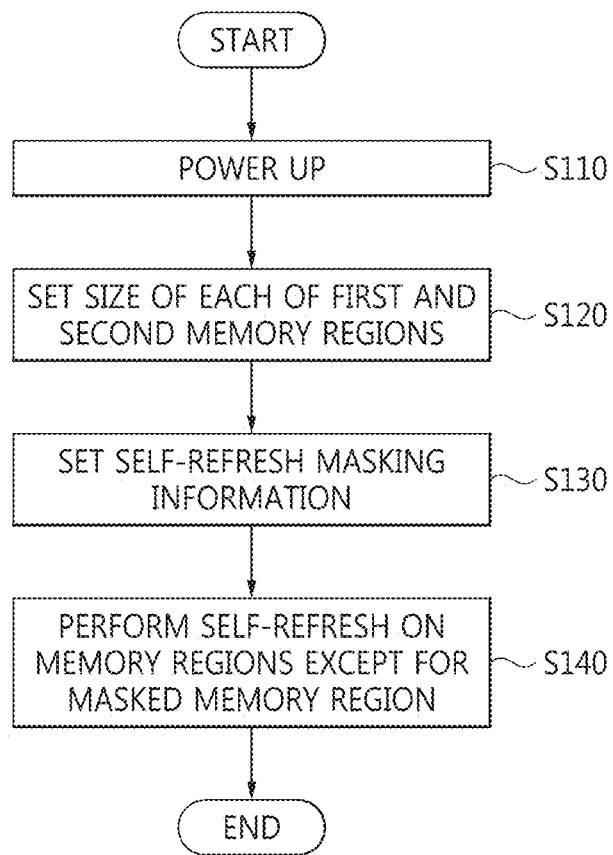 START
POWER UP
S110
SET SIZE OF EACH OF FIRST AND
SECOND MEMORY REGIONS
S120
SET SELF-REFRESH MASKING
INFORMATION
S130
PERFORM SELF-REFRESH ON
MEMORY REGIONS EXCEPT FOR
MASKED MEMORY REGION
S140
END